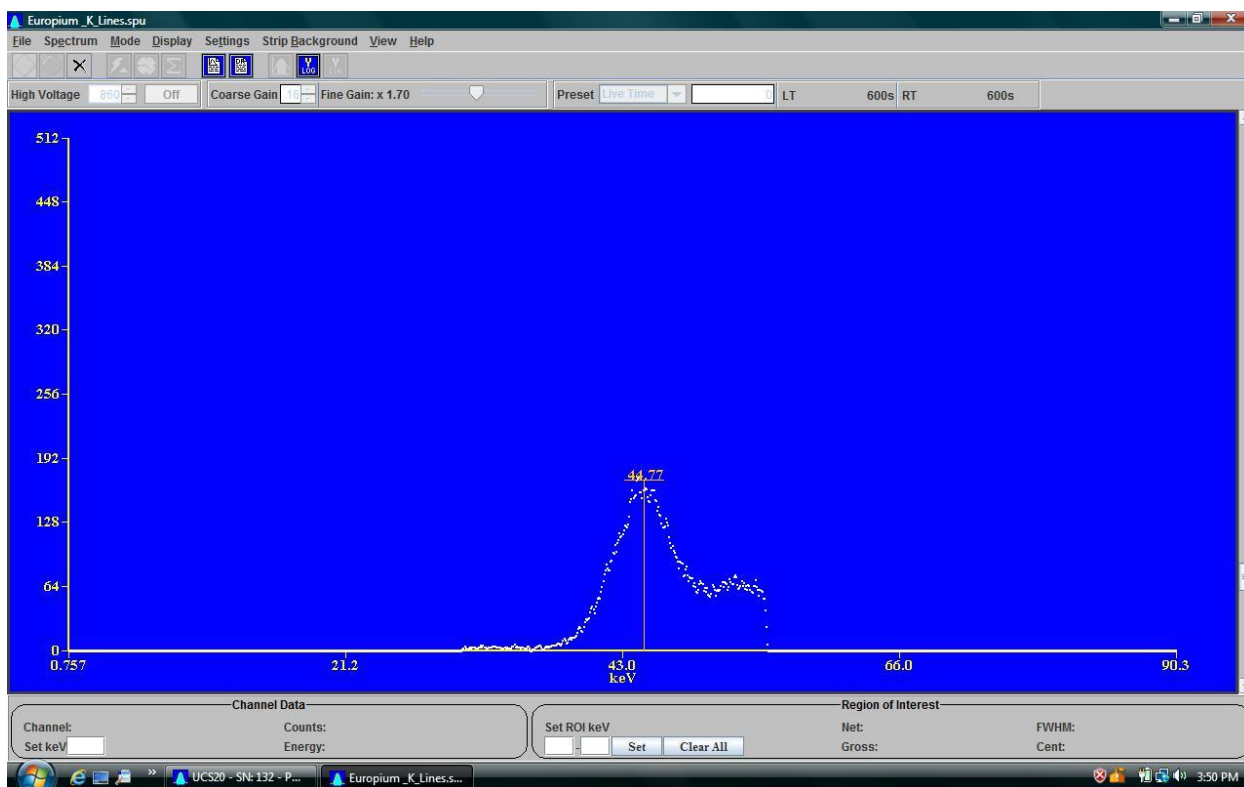 Europium _K_Lines.spu
File Spectrum Mode Display Settings Strip Background View Help
Y LOG
High Voltage 860 Off Coarse Gain 16 Fine Gain: x 1.70 Preset Live Time 0 LT 600s RT 600s
512
448
384
320
256
192
128
64
0
44.77
0.757 21.2 43.0 66.0 90.3
keV
Channel Data
Channel: Counts:
Set keV Energy:
Region of Interest
Set ROI keV Net: FWHM:
- Set Clear All Gross: Cent:
UCS20 - SN: 132 - P... Europium _K_Lines.s... 3:50 PM